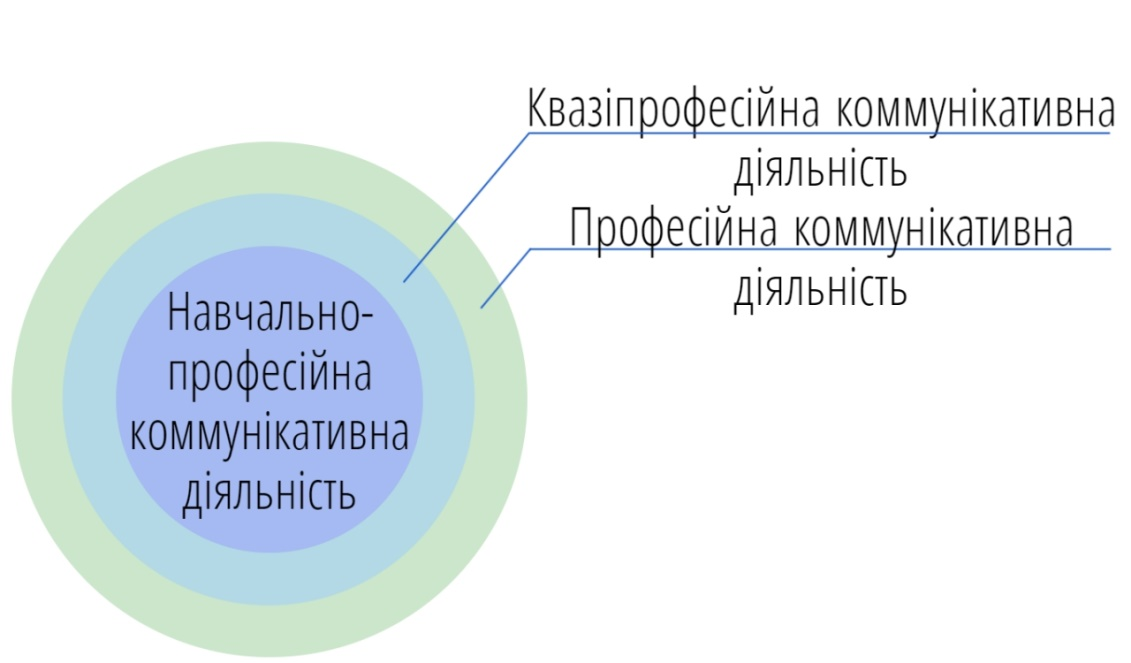 Квазіпрофесійна коммунікативна
діяльність
Професійна коммунікативна
діяльність
Навчально-
професійна
коммунікативна
діяльність